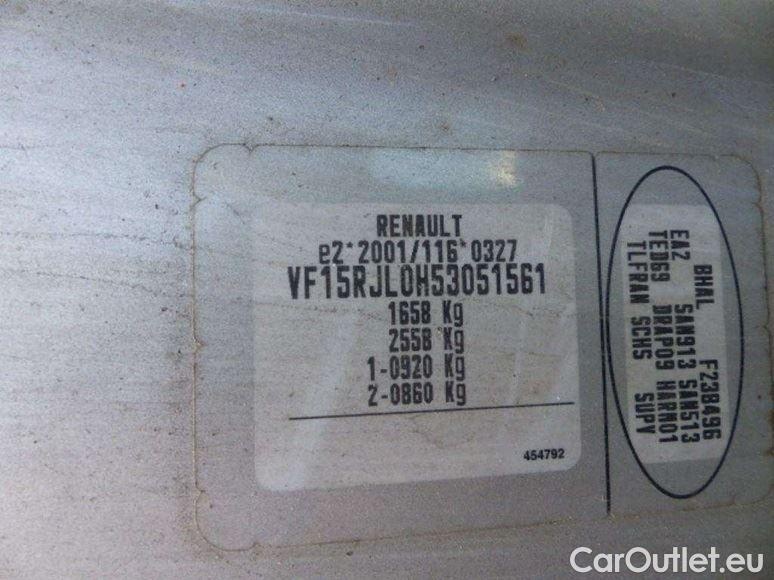 RENAULT
e2*2001/116*0327
VF15RJL0H53051561
1658 Kg
2558 Kg
1-0920 Kg
2-0860 Kg
454792
BHAL F238496
EA2 SAN913 SAN513
TED69 DRAP09 HARM01
TLFRAN SCHS SUPV
CarOutlet.eu